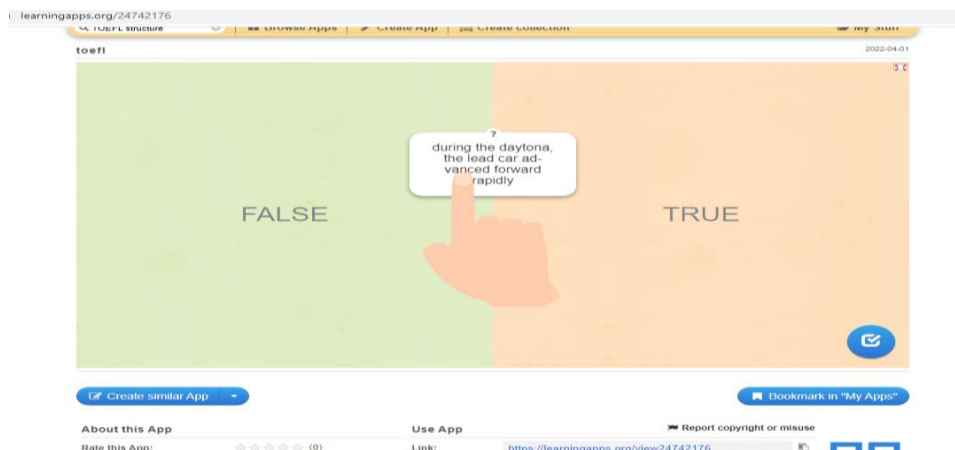 learningapps.org/24742176
TOEFL structure Browse Apps Create App Create Collection My Stuff
toefl 2022-04-01
?
during the daytona,
the lead car ad-
vanced forward
rapidly
FALSE TRUE
Create similar App Bookmark in "My Apps"
About this App Use App Report copyright or misuse
Rate this App: (0) Link: https://learningapps.org/view24742176